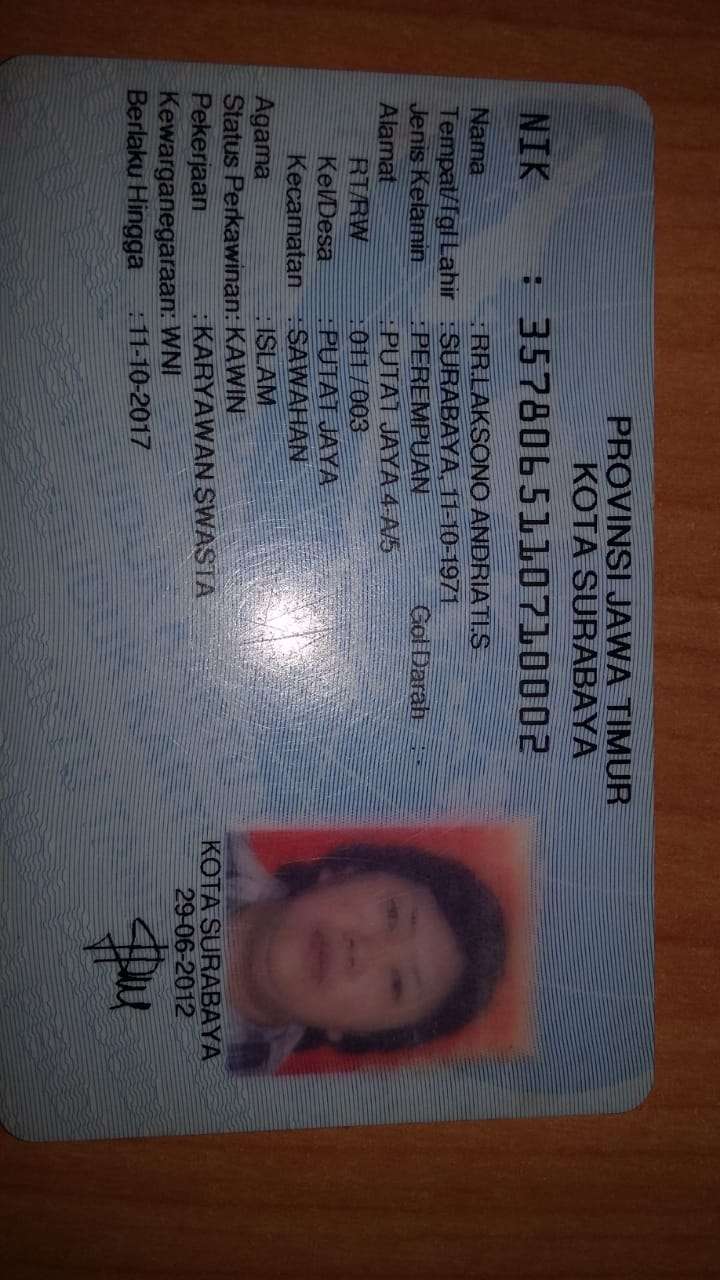 PROVINSI JAWA TIMUR
KOTA SURABAYA
NIK : 3578065110710002
Nama : RR.LAKSONO ANDRIATI.S
Tempat/Tgl Lahir : SURABAYA, 11-10-1971
Jenis Kelamin : PEREMPUAN Gol Darah : -
Alamat : PUTAT JAYA 4-A/5
RT/RW : 011 / 003
Kel/Desa : PUTAT JAYA
Kecamatan : SAWAHAN
Agama : ISLAM
Status Perkawinan: KAWIN
Pekerjaan : KARYAWAN SWASTA
Kewarganegaraan: WNI
Berlaku Hingga : 11-10-2017
KOTA SURABAYA
29-06-2012